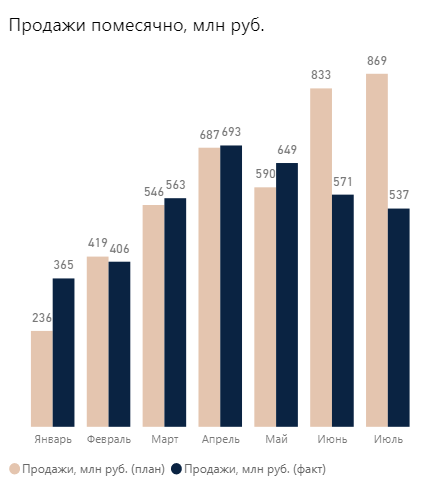 Продажи помесячно, млн руб.
236 365 419 406 546 563 687 693 590 649 833 571 869 537
Январь Февраль Март Апрель Май Июнь Июль
Продажи, млн руб. (план) Продажи, млн руб. (факт)